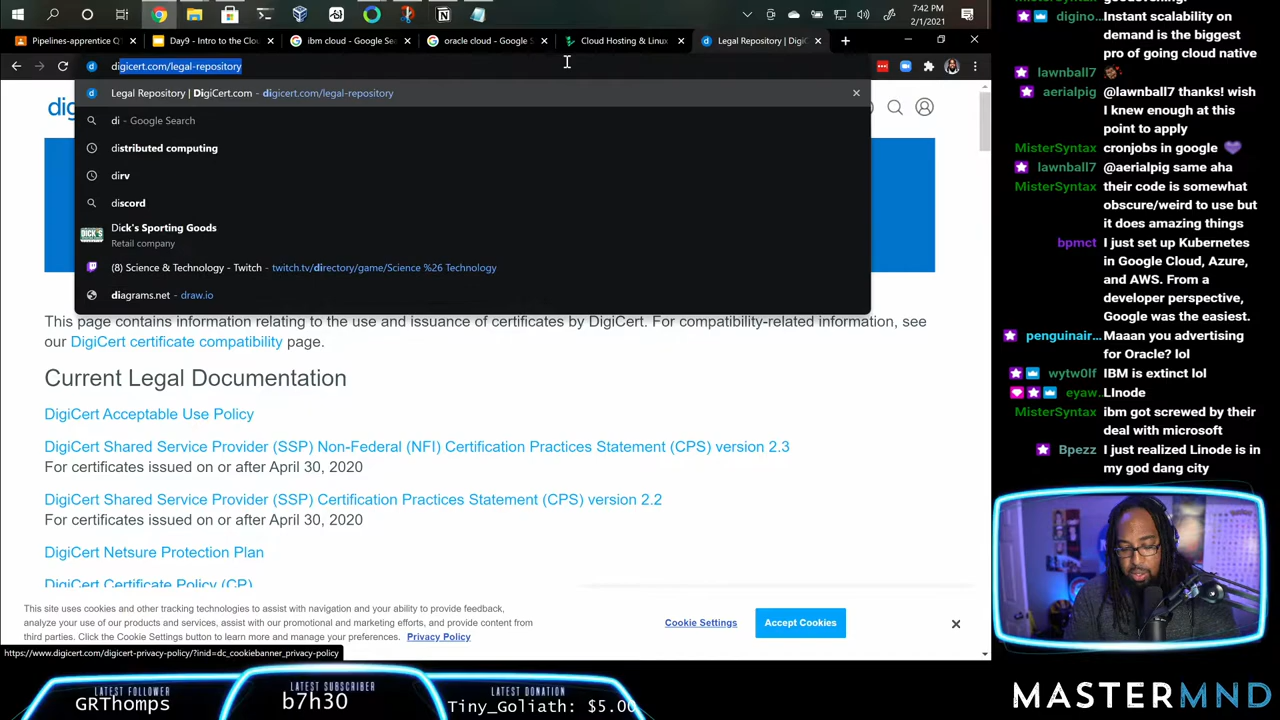 7:42 PM
2/1/2021
Pipelines-apprentice Q
Day9 - Intro to the Clou
ibm cloud - Google Sea
oracle cloud - Google S
Cloud Hosting & Linux
Legal Repository | DigiC
digicert.com/legal-repository
Legal Repository | DigiCert.com - digicert.com/legal-repository
di - Google Search
distributed computing
dirv
discord
Dick's Sporting Goods
Retail company
(8) Science & Technology - Twitch - twitch.tv/directory/game/Science %26 Technology
diagrams.net - draw.io
This page contains information relating to the use and issuance of certificates by DigiCert. For compatibility-related information, see
our DigiCert certificate compatibility page.
Current Legal Documentation
DigiCert Acceptable Use Policy
DigiCert Shared Service Provider (SSP) Non-Federal (NFI) Certification Practices Statement (CPS) version 2.3
For certificates issued on or after April 30, 2020
DigiCert Shared Service Provider (SSP) Certification Practices Statement (CPS) version 2.2
For certificates issued on or after April 30, 2020
DigiCert Netsure Protection Plan
DigiCert Certificate Policy (CP)
This site uses cookies and other tracking technologies to assist with navigation and your ability to provide feedback,
analyze your use of our products and services, assist with our promotional and marketing efforts, and provide content from
third parties. Click the Cookie Settings button to learn more and manage your preferences. Privacy Policy
Cookie Settings
Accept Cookies
https://www.digicert.com/digicert-privacy-policy/?inid=dc_cookiebanner_privacy-policy
digino... Instant scalability on
demand is the biggest
pro of going cloud native
lawnball7
aerialpig @lawnball7 thanks! wish
I knew enough at this
point to apply
MisterSyntax cronjobs in google
lawnball7 @aerialpig same aha
MisterSyntax their code is somewhat
obscure/weird to use but
it does amazing things
bpmct I just set up Kubernetes
in Google Cloud, Azure,
and AWS. From a
developer perspective,
Google was the easiest.
penguinair... Maaan you advertising
for Oracle? lol
wytw0lf IBM is extinct lol
eyaw.. LInode
MisterSyntax ibm got screwed by their
deal with microsoft
Bpezz I just realized Linode is in
my god dang city
LATEST FOLLOWER
GRThomps
LATEST SUBSCRIBER
b7h30
LATEST DONATION
Tiny_Goliath: $5.00
MASTERMND